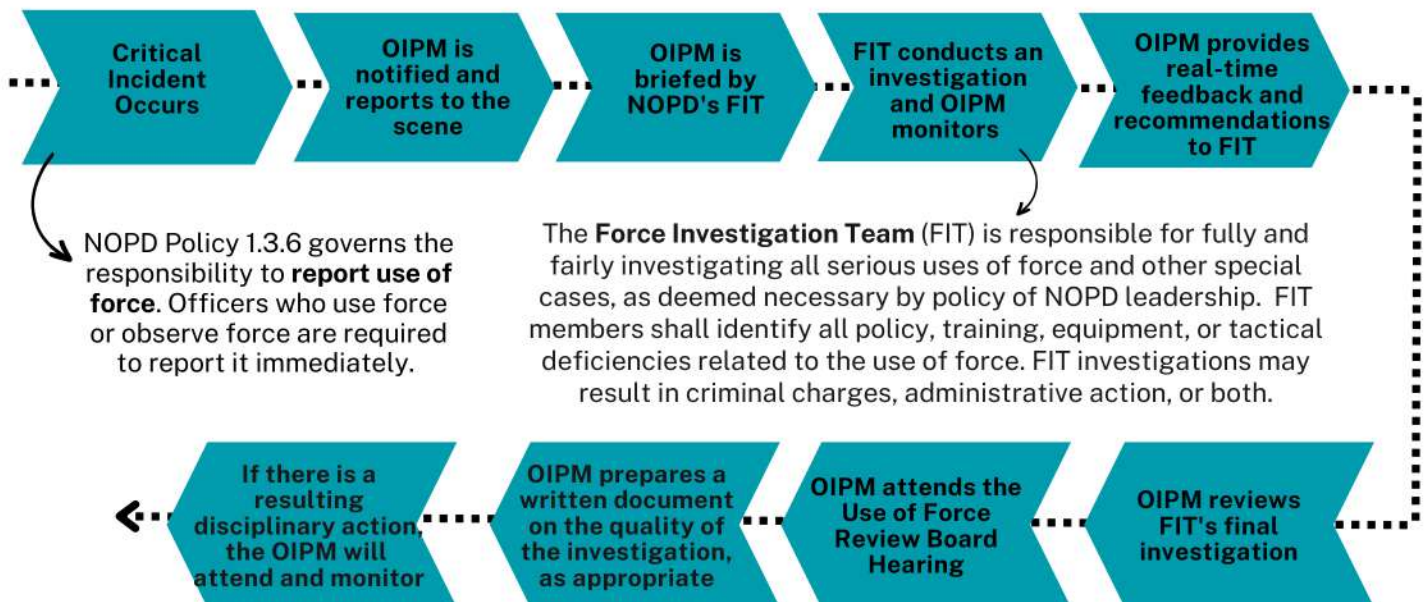 Critical
Incident
Occurs
OIPM is
notified and
reports to the
scene
OIPM is
briefed by
NOPD's FIT
FIT conducts an
investigation
and OIPM
monitors
OIPM provides
real-time
feedback and
recommendations
to FIT
NOPD Policy 1.3.6 governs the
responsibility to report use of
force. Officers who use force
or observe force are required
to report it immediately.
The Force Investigation Team (FIT) is responsible for fully and
fairly investigating all serious uses of force and other special
cases, as deemed necessary by policy of NOPD leadership. FIT
members shall identify all policy, training, equipment, or tactical
deficiencies related to the use of force. FIT investigations may
result in criminal charges, administrative action, or both.
OIPM reviews
FIT's final
investigation
OIPM attends the
Use of Force
Review Board
Hearing
OIPM prepares a
written document
on the quality of
the investigation,
as appropriate
If there is a
resulting
disciplinary action,
the OIPM will
attend and monitor